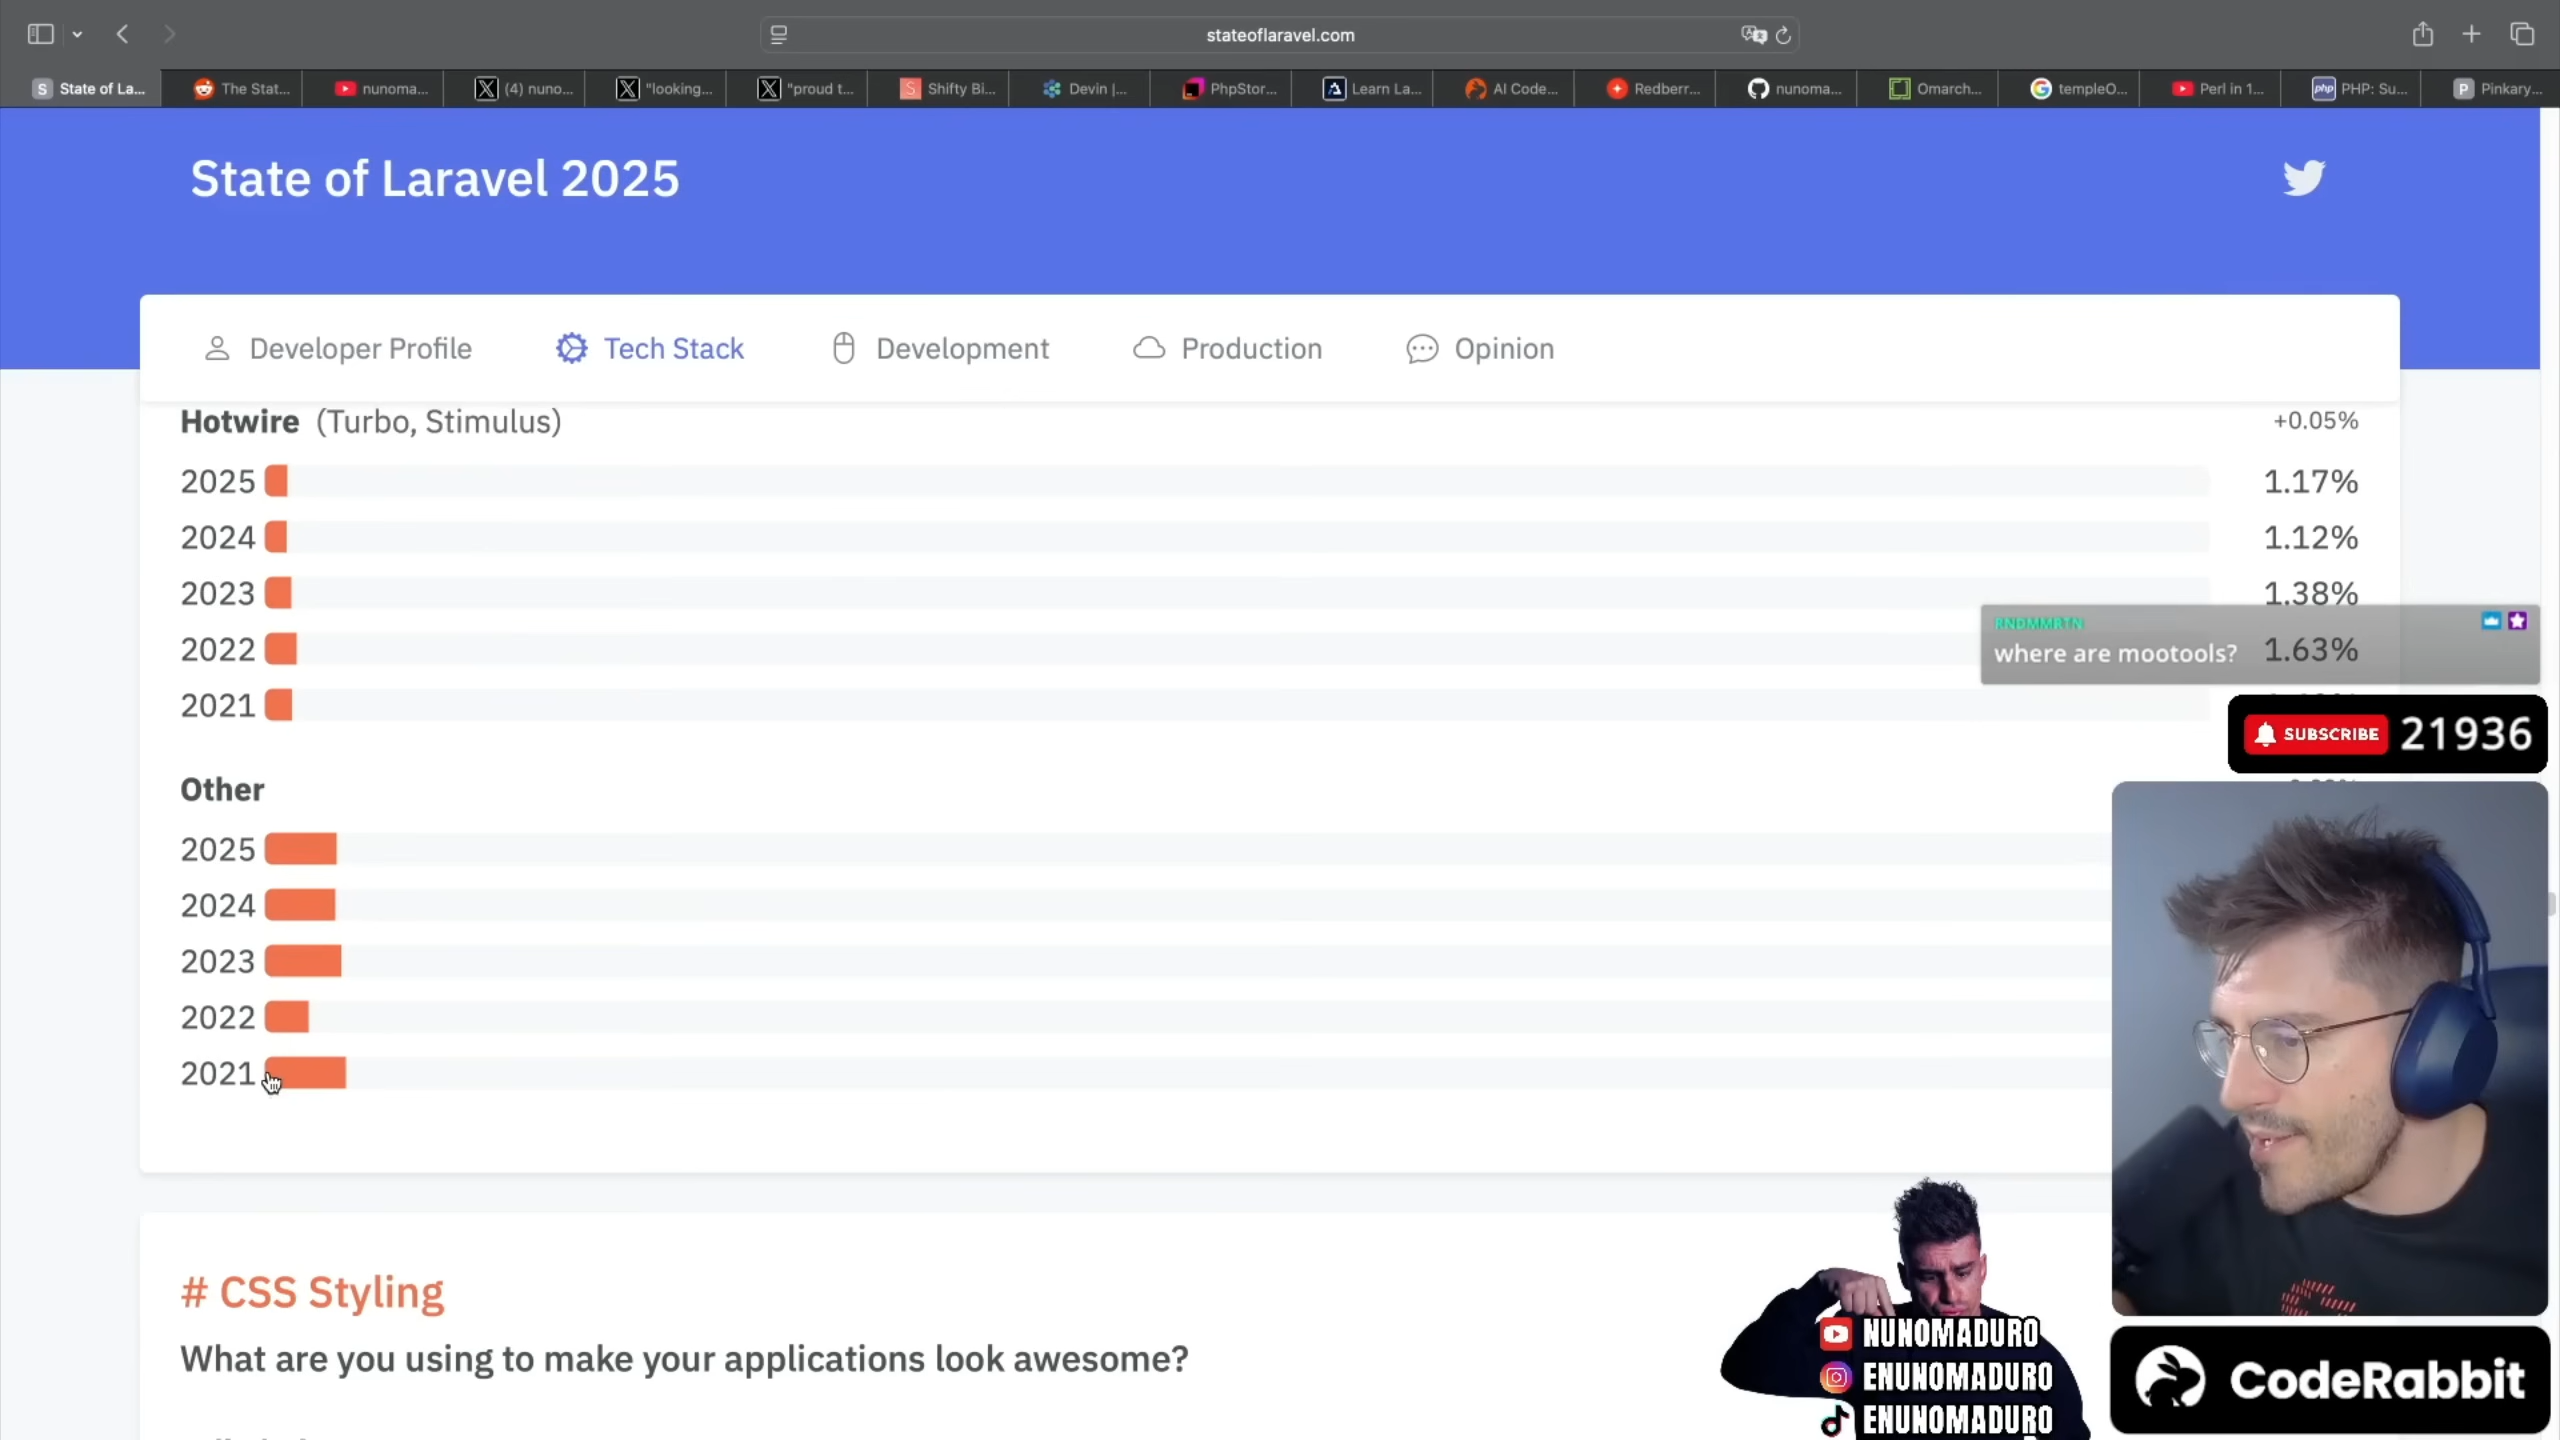 stateoflaravel.com
State of La...
The Stat...
nunoma...
(4) nuno...
"looking...
"proud t...
Shifty Bi...
Devin |...
PhpStor...
Learn La...
AI Code...
Redberr...
nunoma...
Omarch...
templeO...
Perl in 1...
PHP: Su...
Pinkary...
State of Laravel 2025
Developer Profile
Tech Stack
Development
Production
Opinion
Hotwire (Turbo, Stimulus) +0.05%
2025 1.17%
2024 1.12%
2023 1.38%
RNDMMRTN
2022 1.63%
where are mootools?
2021
SUBSCRIBE 21936
Other
2025
2024
2023
2022
2021
# CSS Styling
What are you using to make your applications look awesome?
NUNOMADURO
ENUNOMADURO
ENUNOMADURO
CodeRabbit